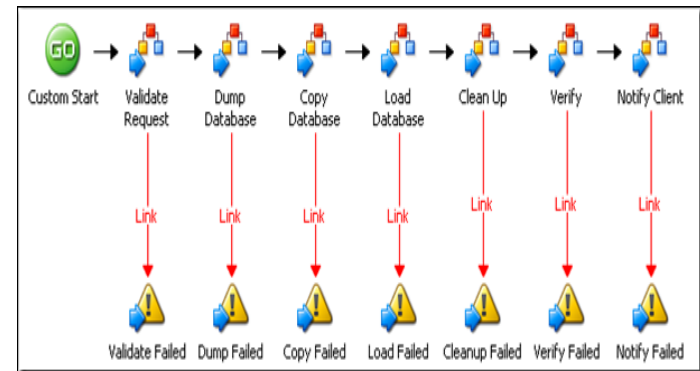 GO
Custom Start
Validate
Request
Dump
Database
Copy
Database
Load
Database
Clean Up
Verify
Notify Client
Link
Link
Link
Link
Link
Link
Link
Validate Failed
Dump Failed
Copy Failed
Load Failed
Cleanup Failed
Verify Failed
Notify Failed